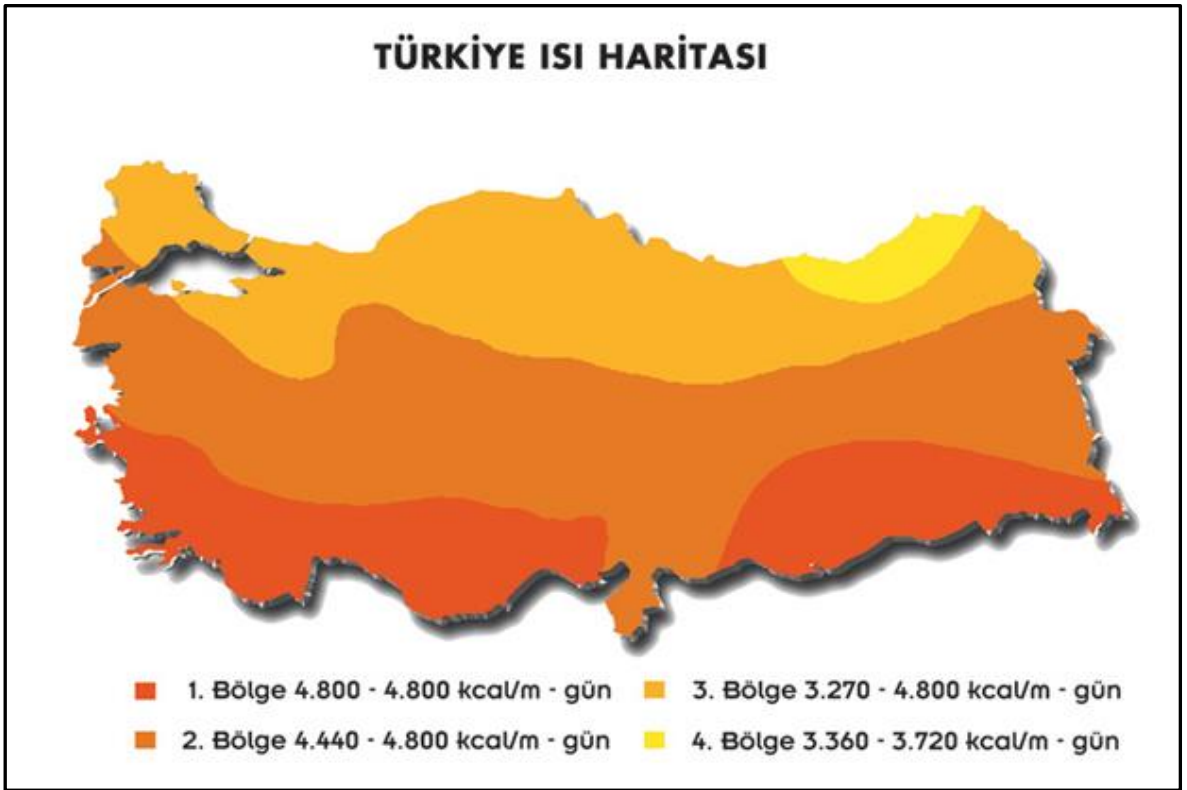 TÜRKİYE ISI HARİTASI
1. Bölge 4.800 - 4.800 kcal/m - gün
3. Bölge 3.270 - 4.800 kcal/m - gün
2. Bölge 4.440 - 4.800 kcal/m - gün
4. Bölge 3.360 - 3.720 kcal/m - gün